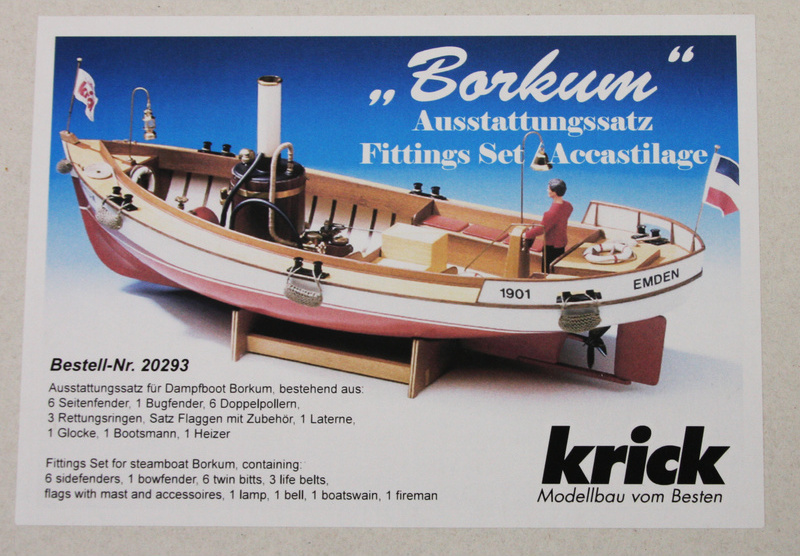 „Borkum“
Ausstattungssatz
Fittings Set Accastilage
1901
EMDEN
Bestell-Nr. 20293
Ausstattungssatz für Dampfboot Borkum, bestehend aus:
6 Seitenfender, 1 Bugfender, 6 Doppelpollern,
3 Rettungsringen, Satz Flaggen mit Zubehör, 1 Laterne,
1 Glocke, 1 Bootsmann, 1 Heizer
Fittings Set for steamboat Borkum, containing:
6 sidefenders, 1 bowfender, 6 twin bitts, 3 life belts,
flags with mast and accessoires, 1 lamp, 1 bell, 1 boatswain, 1 fireman
krick
Modellbau vom Besten